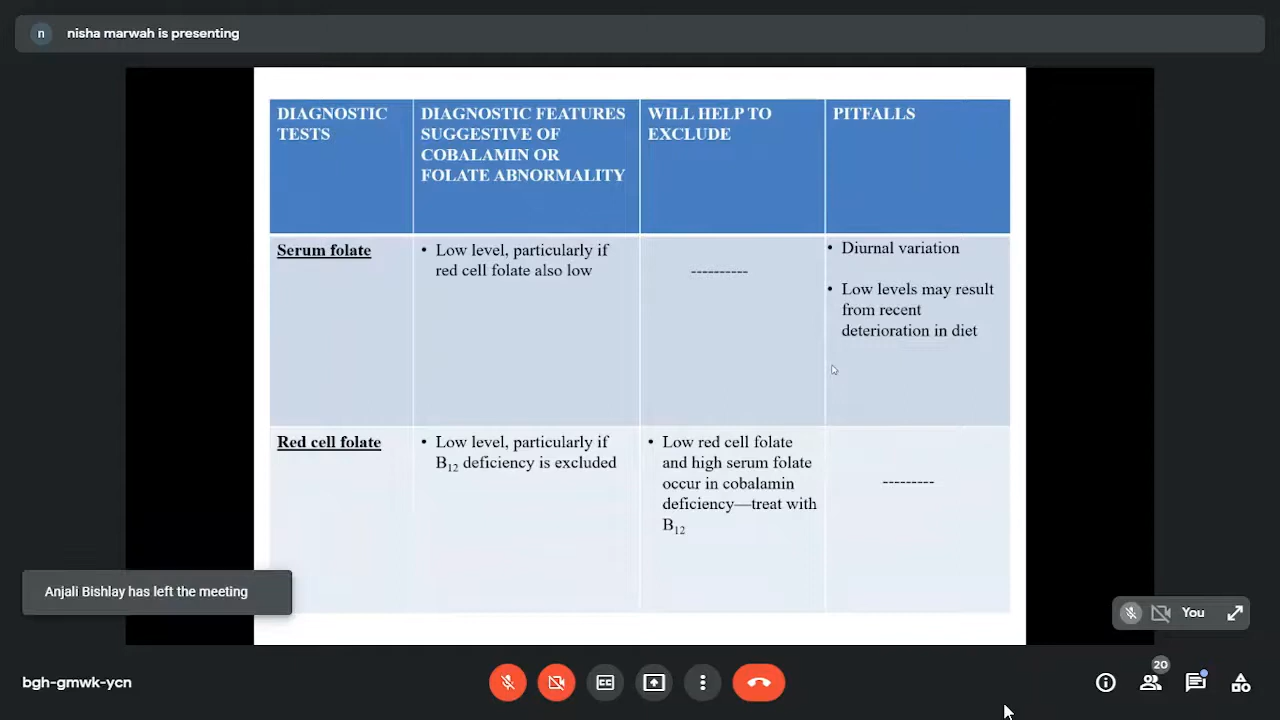 n nisha marwah is presenting
DIAGNOSTIC
TESTS
DIAGNOSTIC FEATURES
SUGGESTIVE OF
COBALAMIN OR
FOLATE ABNORMALITY
WILL HELP TO
EXCLUDE
PITFALLS
Serum folate
• Low level, particularly if
red cell folate also low
----------
• Diurnal variation
• Low levels may result
from recent
deterioration in diet
Red cell folate
• Low level, particularly if
B₁₂ deficiency is excluded
• Low red cell folate
and high serum folate
occur in cobalamin
deficiency—treat with
B₁₂
---------
Anjali Bishlay has left the meeting
You
bgh-gmwk-ycn
CC
20